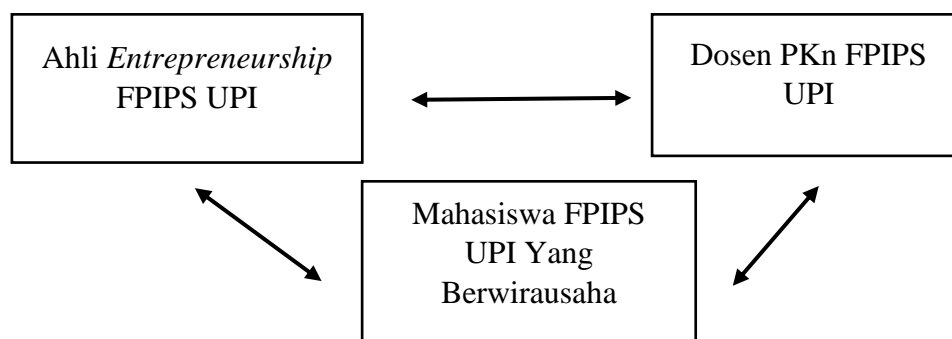 Ahli Entrepreneurship
FPIPS UPI
Dosen PKn FPIPS
UPI
Mahasiswa FPIPS
UPI Yang
Berwirausaha